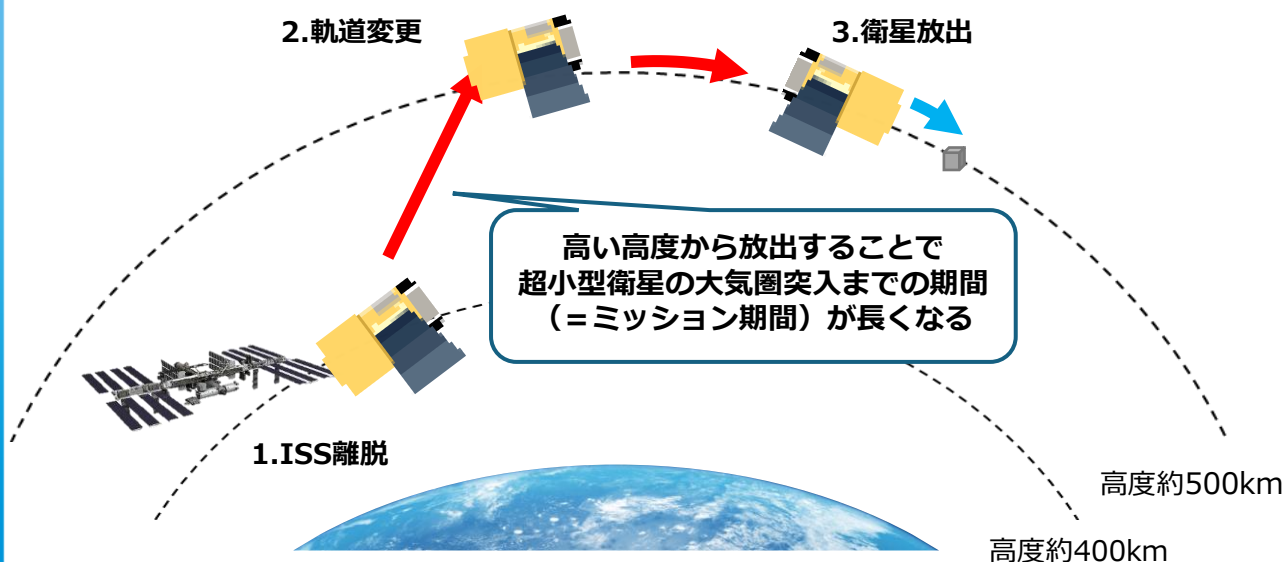 2.軌道変更
3.衛星放出
高い高度から放出することで
超小型衛星の大気圏突入までの期間
（=ミッション期間）が長くなる
1.ISS離脱
高度約500km
高度約400km